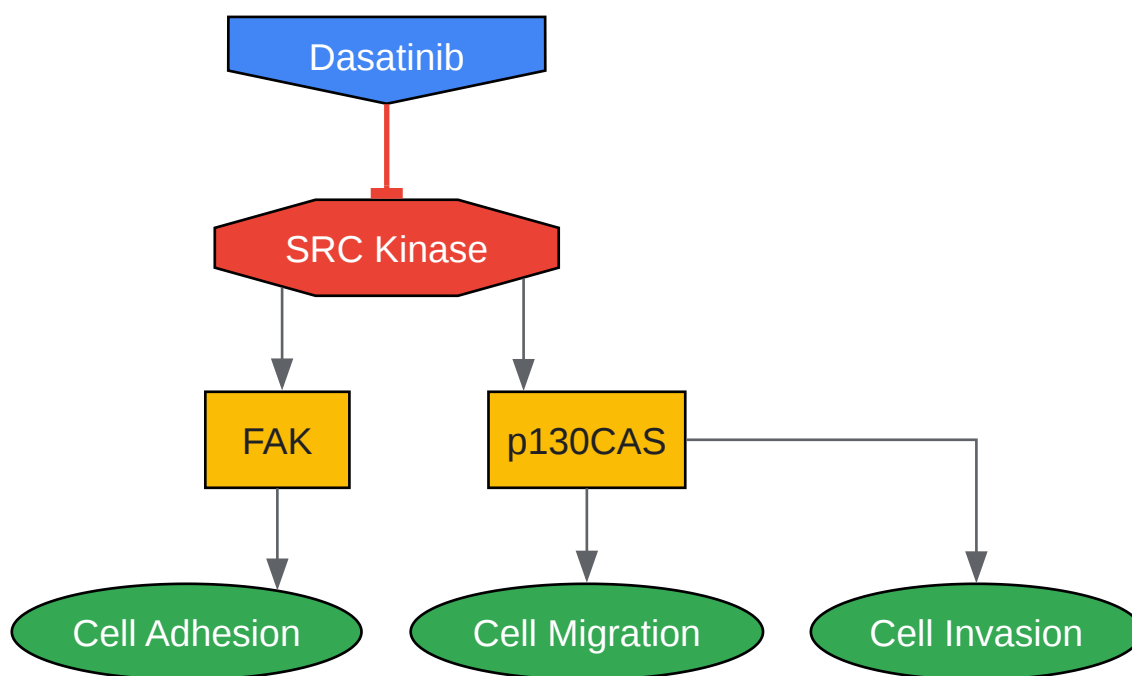 Dasatinib
SRC Kinase
FAK
p130CAS
Cell Adhesion
Cell Migration
Cell Invasion